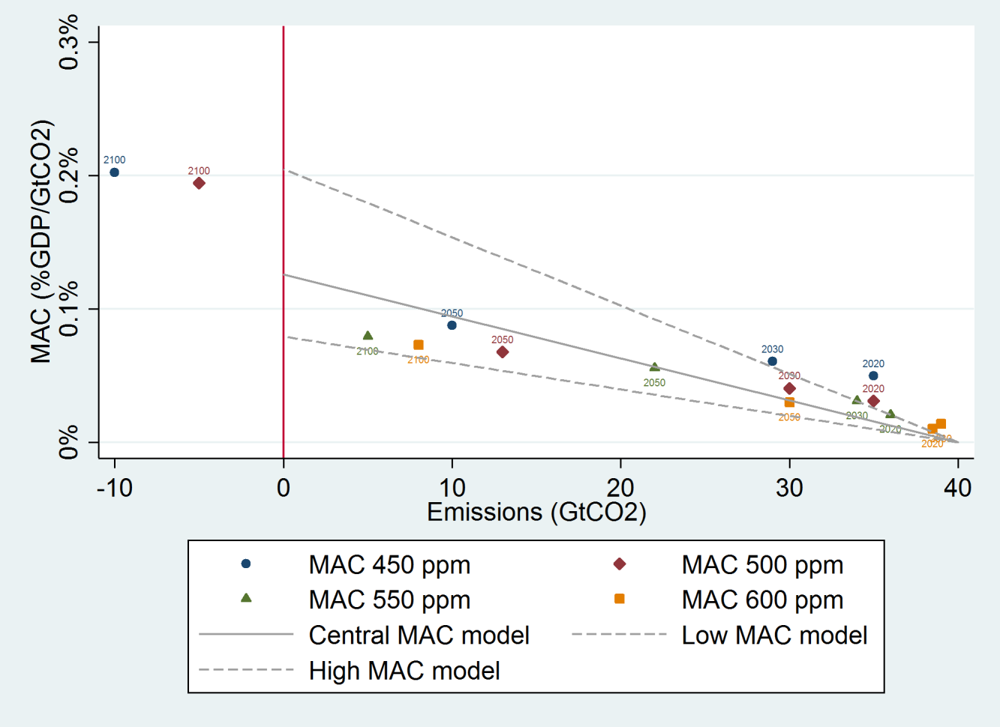 0.3%
0.2%
0.1%
0%
MAC (%GDP/GtCO2)
2100
2100
2050
2050
2030
2020
2030
2020
2100
2100
2050
2050
2030
2020
2020
-10 0 10 20 30 40
Emissions (GtCO2)
MAC 450 ppm MAC 500 ppm
MAC 550 ppm MAC 600 ppm
Central MAC model Low MAC model
High MAC model